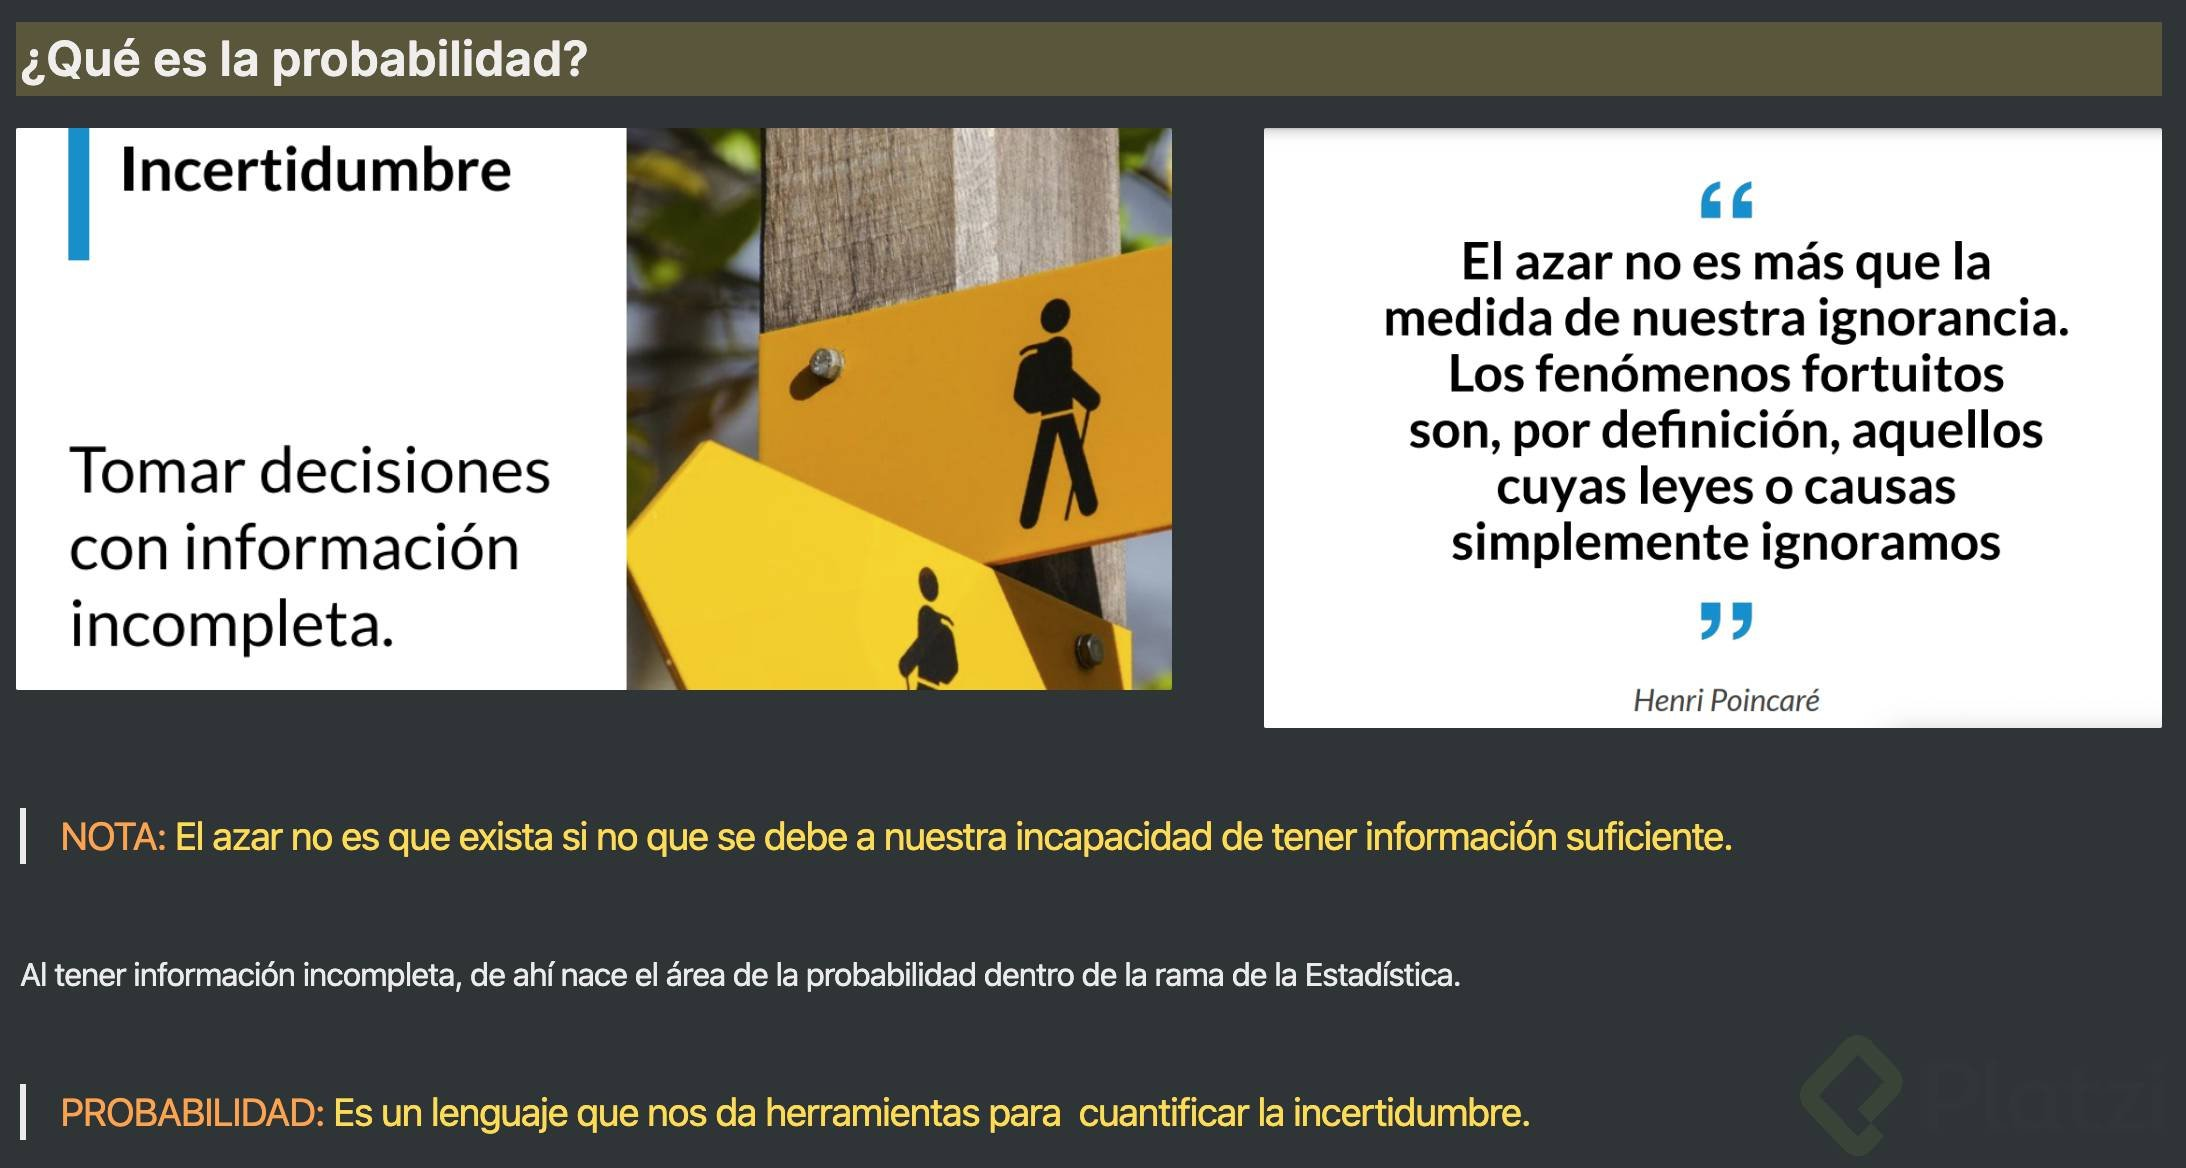 ¿Qué es la probabilidad?
Incertidumbre
Tomar decisiones
con información
incompleta.
“
El azar no es más que la
medida de nuestra ignorancia.
Los fenómenos fortuitos
son, por definición, aquellos
cuyas leyes o causas
simplemente ignoramos
”
Henri Poincaré
NOTA: El azar no es que exista si no que se debe a nuestra incapacidad de tener información suficiente.
Al tener información incompleta, de ahí nace el área de la probabilidad dentro de la rama de la Estadística.
PROBABILIDAD: Es un lenguaje que nos da herramientas para  cuantificar la incertidumbre.
Platzi